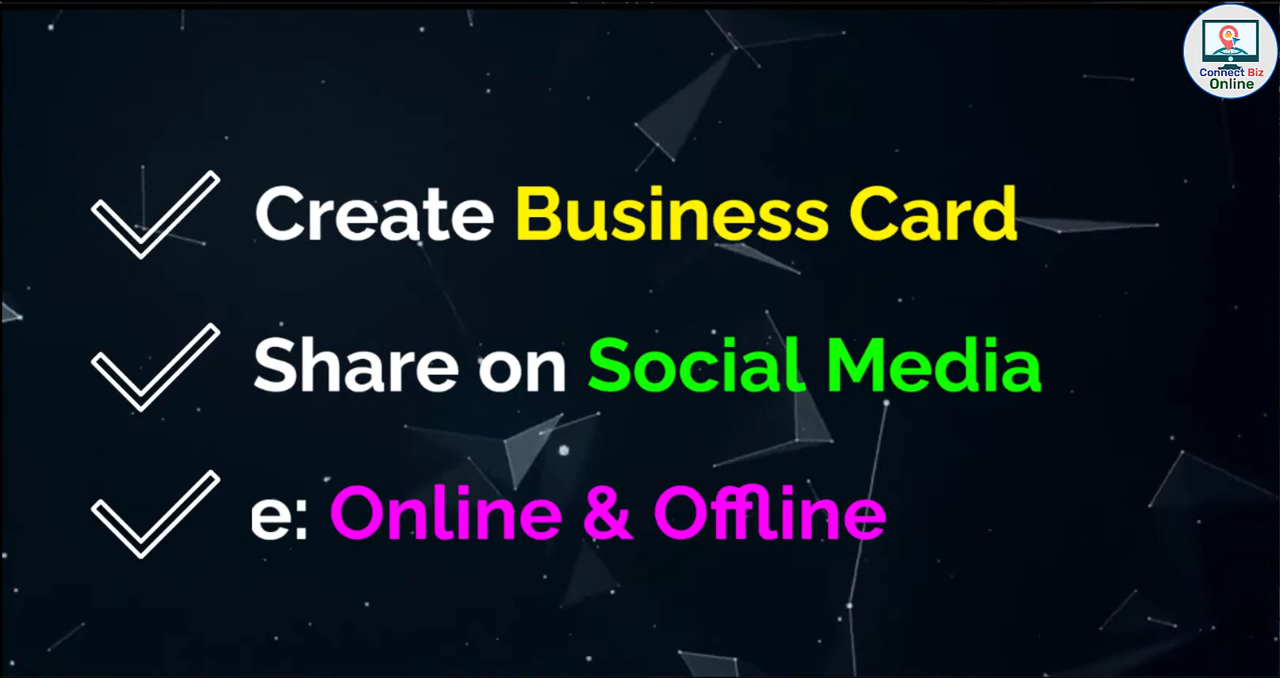 Connect Biz
Online
Create Business Card
Share on Social Media
e: Online & Offline